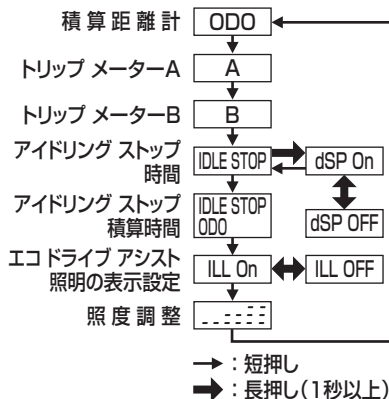 積算距離計 ODO
トリップ メーターA A
トリップ メーターB B
アイドリング ストップ
時間 IDLE STOP dSP On
dSP OFF
アイドリング ストップ
積算時間 IDLE STOP
ODO
エコ ドライブ アシスト
照明の表示設定 ILL On ILL OFF
照度調整
：短押し
：長押し（1秒以上）